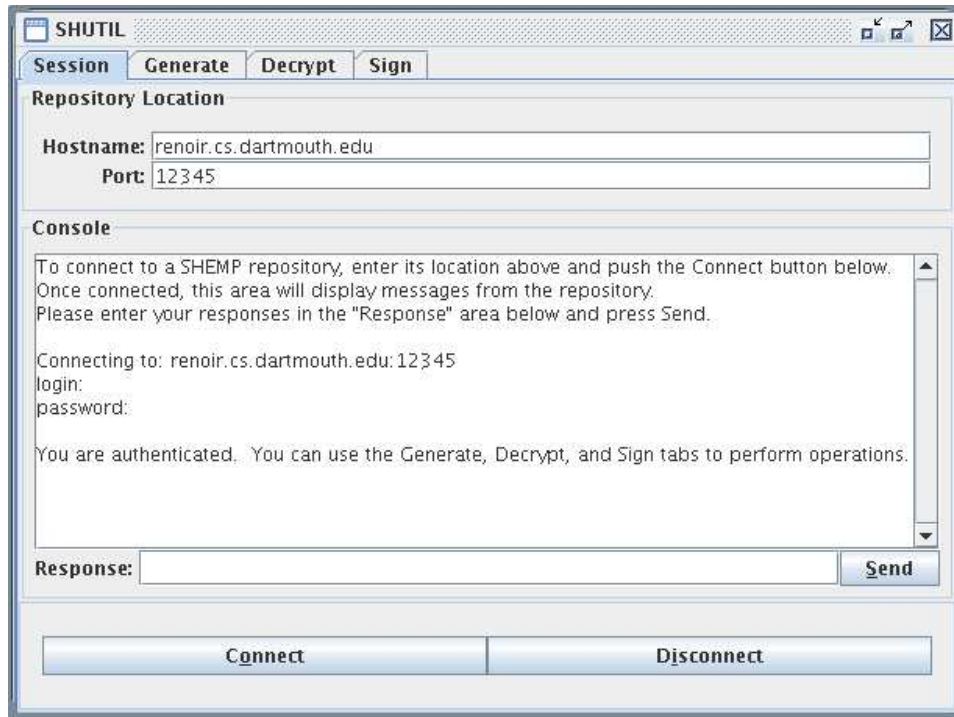 SHUTIL
Session Generate Decrypt Sign
Repository Location
Hostname: renoir.cs.dartmouth.edu
Port: 12345
Console
To connect to a SHEMP repository, enter its location above and push the Connect button below.
Once connected, this area will display messages from the repository.
Please enter your responses in the "Response" area below and press Send.
Connecting to: renoir.cs.dartmouth.edu:12345
login:
password:
You are authenticated.  You can use the Generate, Decrypt, and Sign tabs to perform operations.
Response: Send
Connect Disconnect